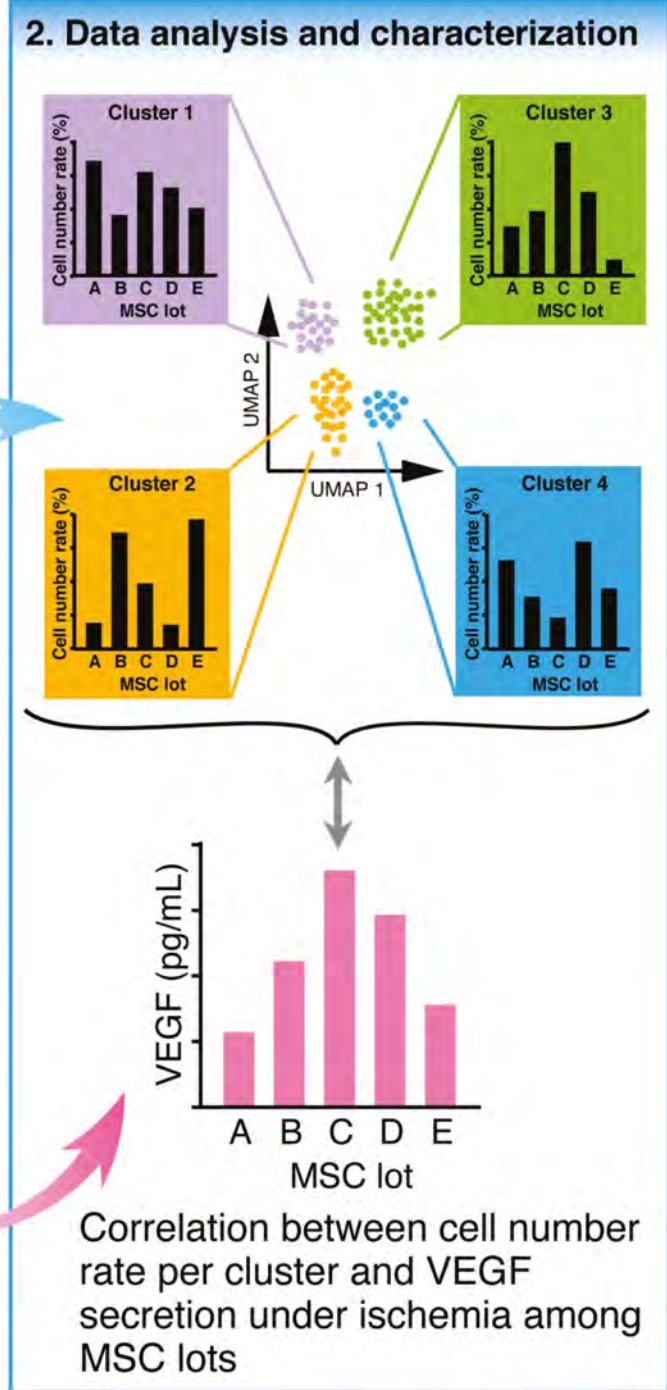 2. Data analysis and characterization
Cluster 1
Cell number rate (%)
A B C D E
MSC lot
Cluster 3
Cell number rate (%)
A B C D E
MSC lot
UMAP 2
UMAP 1
Cluster 2
Cell number rate (%)
A B C D E
MSC lot
Cluster 4
Cell number rate (%)
A B C D E
MSC lot
VEGF (pg/mL)
A B C D E
MSC lot
Correlation between cell number
rate per cluster and VEGF
secretion under ischemia among
MSC lots